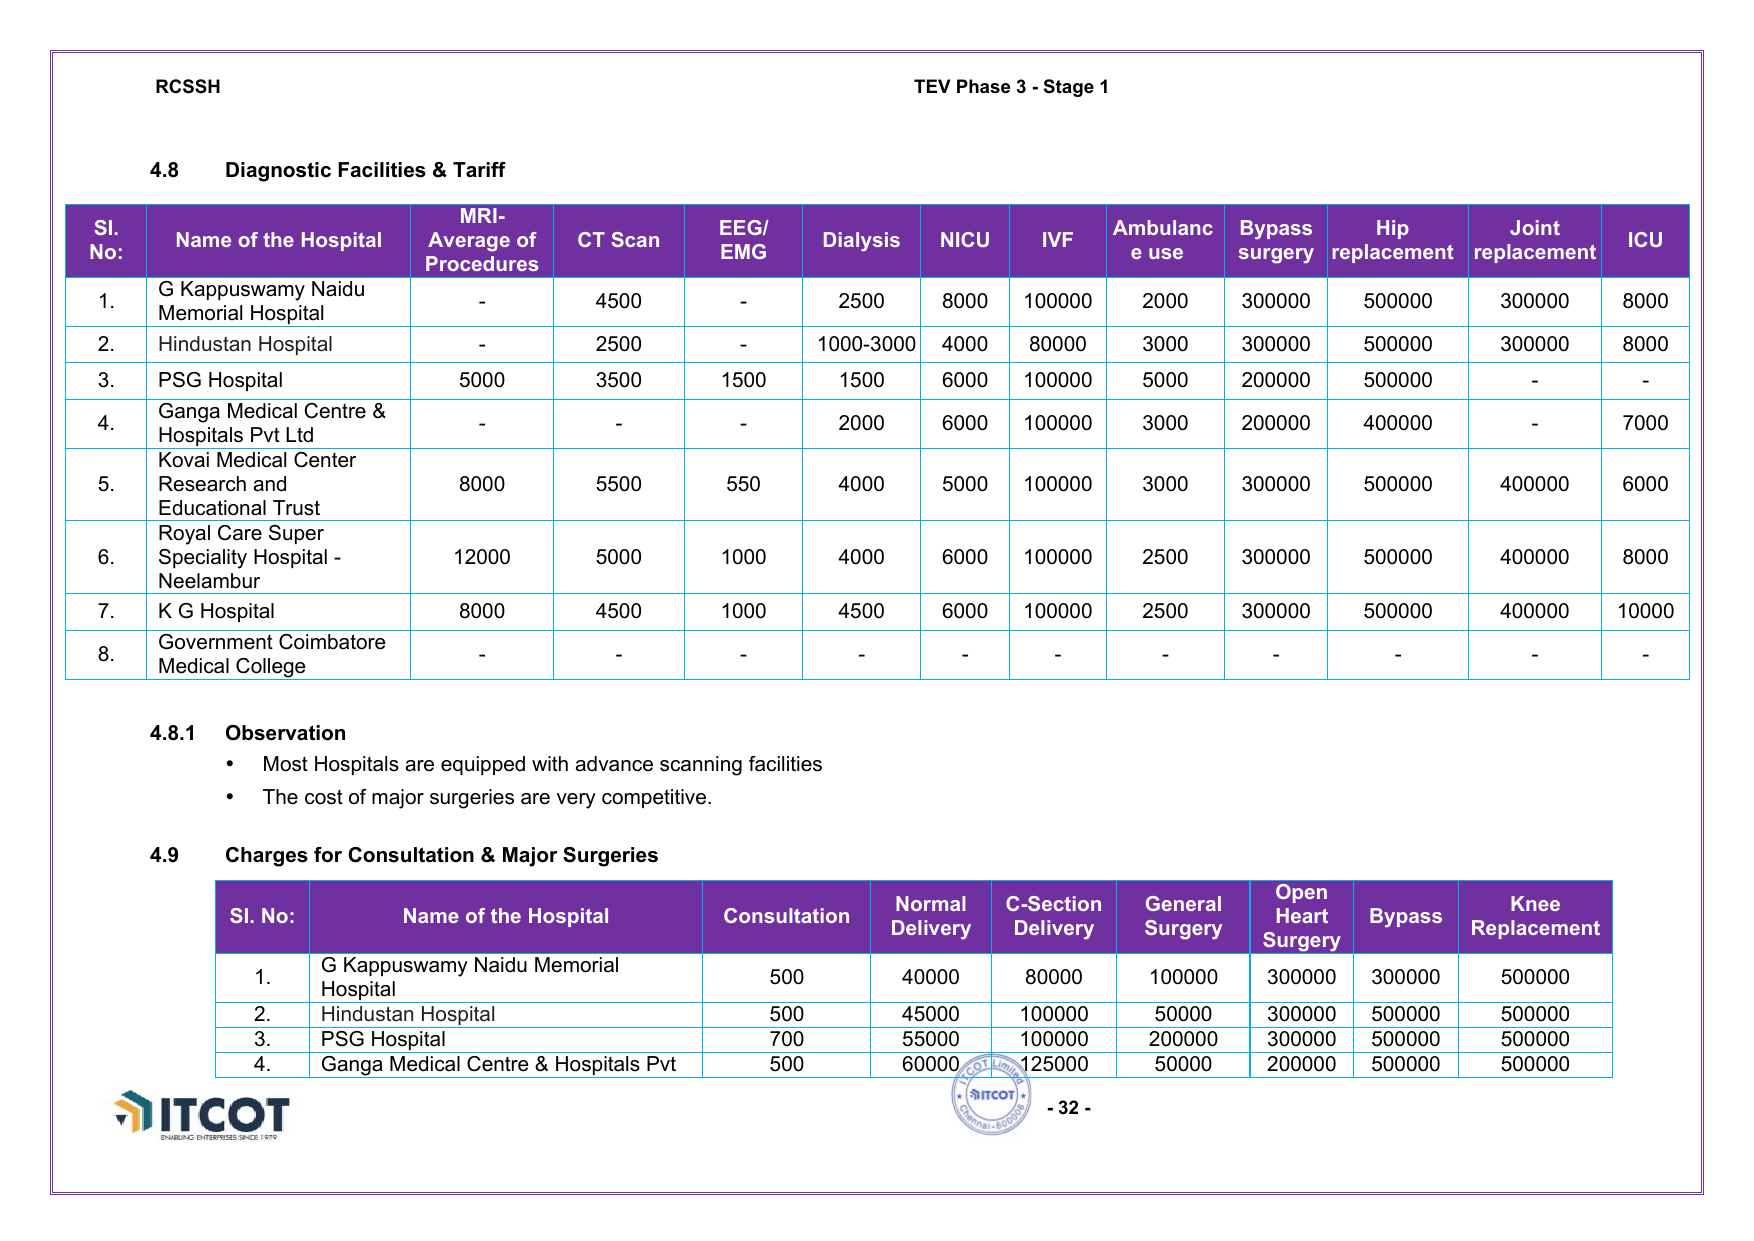 RCSSH TEV Phase 3 - Stage 1
4.8 Diagnostic Facilities & Tariff
Sl. No: Name of the Hospital MRI- Average of Procedures CT Scan EEG/ EMG Dialysis NICU IVF Ambulanc e use Bypass surgery Hip replacement Joint replacement ICU
1. G Kappuswamy Naidu Memorial Hospital - 4500 - 2500 8000 100000 2000 300000 500000 300000 8000
2. Hindustan Hospital - 2500 - 1000-3000 4000 80000 3000 300000 500000 300000 8000
3. PSG Hospital 5000 3500 1500 1500 6000 100000 5000 200000 500000 - -
4. Ganga Medical Centre & Hospitals Pvt Ltd - - - 2000 6000 100000 3000 200000 400000 - 7000
5. Kovai Medical Center Research and Educational Trust 8000 5500 550 4000 5000 100000 3000 300000 500000 400000 6000
6. Royal Care Super Speciality Hospital - Neelambur 12000 5000 1000 4000 6000 100000 2500 300000 500000 400000 8000
7. K G Hospital 8000 4500 1000 4500 6000 100000 2500 300000 500000 400000 10000
8. Government Coimbatore Medical College - - - - - - - - - - -
4.8.1 Observation
• Most Hospitals are equipped with advance scanning facilities
• The cost of major surgeries are very competitive.
4.9 Charges for Consultation & Major Surgeries
Sl. No: Name of the Hospital Consultation Normal Delivery C-Section Delivery General Surgery Open Heart Surgery Bypass Knee Replacement
1. G Kappuswamy Naidu Memorial Hospital 500 40000 80000 100000 300000 300000 500000
2. Hindustan Hospital 500 45000 100000 50000 300000 500000 500000
3. PSG Hospital 700 55000 100000 200000 300000 500000 500000
4. Ganga Medical Centre & Hospitals Pvt 500 60000 125000 50000 200000 500000 500000
ITCOT
ENABLING ENTERPRISES SINCE 1979
ITCOT Limited
ITCOT
Chennai-600006
- 32 -